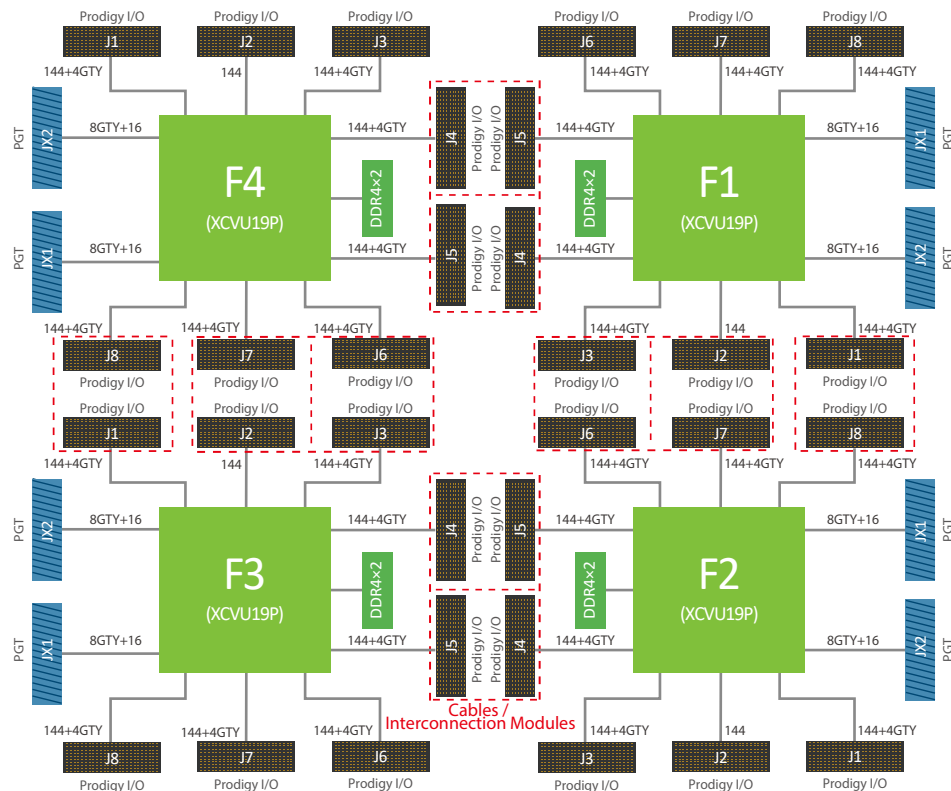 Prodigy I/O Prodigy I/O Prodigy I/O Prodigy I/O Prodigy I/O Prodigy I/O
J1 J2 J3 J6 J7 J8
144+4GTY 144 144+4GTY 144+4GTY 144+4GTY 144+4GTY
PGT JX2 8GTY+16 144+4GTY J4 Prodigy I/O Prodigy I/O J5 144+4GTY 8GTY+16 JX1 PGT
F4 DDR4×2 DDR4×2 F1
(XCVU19P) (XCVU19P)
PGT JX1 8GTY+16 144+4GTY J5 Prodigy I/O Prodigy I/O J4 144+4GTY 8GTY+16 JX2 PGT
144+4GTY 144+4GTY 144+4GTY 144+4GTY 144 144+4GTY
J8 J7 J6 J3 J2 J1
Prodigy I/O Prodigy I/O Prodigy I/O Prodigy I/O Prodigy I/O Prodigy I/O
Prodigy I/O Prodigy I/O Prodigy I/O Prodigy I/O Prodigy I/O Prodigy I/O
J1 J2 J3 J6 J7 J8
144+4GTY 144 144+4GTY 144+4GTY 144+4GTY 144+4GTY
PGT JX2 8GTY+16 144+4GTY J4 Prodigy I/O Prodigy I/O J5 144+4GTY 8GTY+16 JX1 PGT
F3 DDR4×2 DDR4×2 F2
(XCVU19P) (XCVU19P)
PGT JX1 8GTY+16 144+4GTY J5 Prodigy I/O Prodigy I/O J4 144+4GTY 8GTY+16 JX2 PGT
Cables /
Interconnection Modules
144+4GTY 144+4GTY 144+4GTY 144+4GTY 144 144+4GTY
J8 J7 J6 J3 J2 J1
Prodigy I/O Prodigy I/O Prodigy I/O Prodigy I/O Prodigy I/O Prodigy I/O